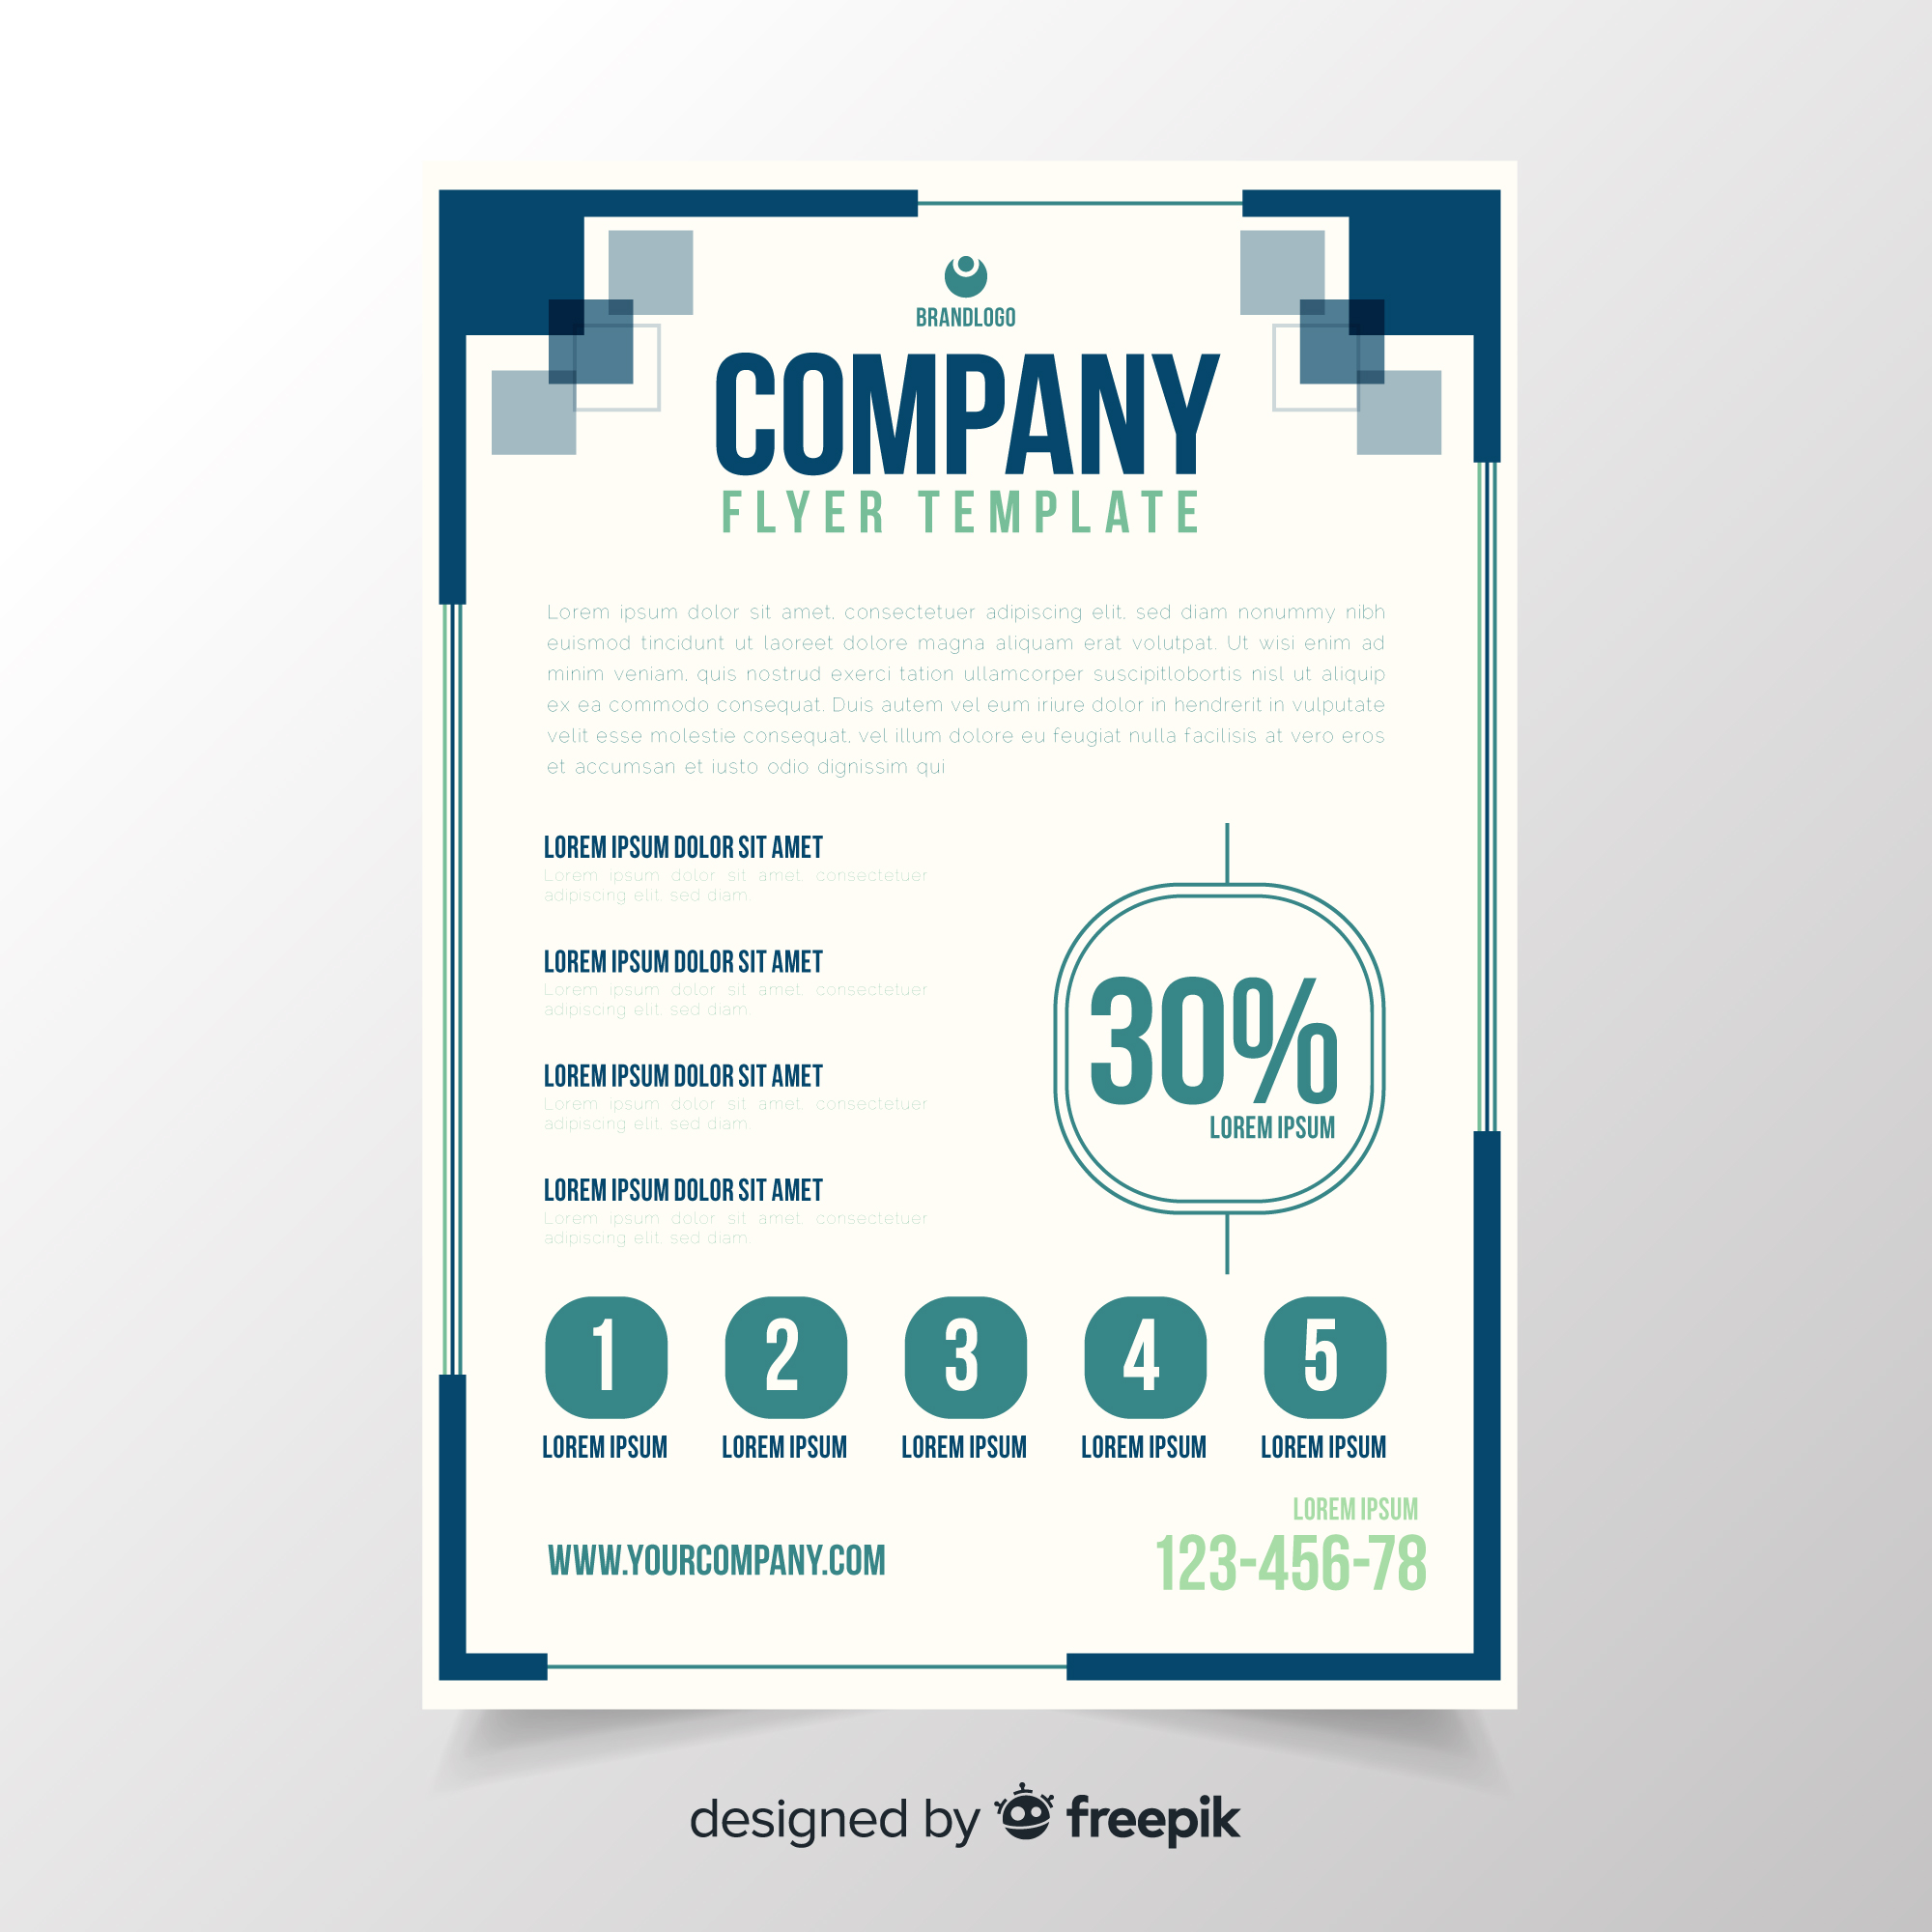 BRANDLOGO
COMPANY
FLYER TEMPLATE
Lorem ipsum dolor sit amet, consectetuer adipiscing elit, sed diam nonummy nibh
euismod tincidunt ut laoreet dolore magna aliquam erat volutpat. Ut wisi enim ad
minim veniam, quis nostrud exerci tation ullamcorper suscipitlobortis nisl ut aliquip
ex ea commodo consequat. Duis autem vel eum iriure dolor in hendrerit in vulputate
velit esse molestie consequat, vel illum dolore eu feugiat nulla facilisis at vero eros
et accumsan et iusto odio dignissim qui
LOREM IPSUM DOLOR SIT AMET
Lorem ipsum dolor sit amet, consectetuer
adipiscing elit, sed diam.
LOREM IPSUM DOLOR SIT AMET
Lorem ipsum dolor sit amet, consectetuer
adipiscing elit, sed diam.
LOREM IPSUM DOLOR SIT AMET
Lorem ipsum dolor sit amet, consectetuer
adipiscing elit, sed diam.
LOREM IPSUM DOLOR SIT AMET
Lorem ipsum dolor sit amet, consectetuer
adipiscing elit, sed diam.
30%
LOREM IPSUM
1 2 3 4 5
LOREM IPSUM LOREM IPSUM LOREM IPSUM LOREM IPSUM LOREM IPSUM
WWW.YOURCOMPANY.COM
LOREM IPSUM
123-456-78
designed by freepik